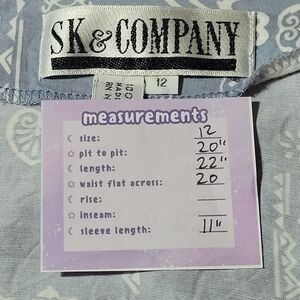 SK & COMPANY
12
measurements
size: 12
pit to pit: 20"
length: 22"
waist flat across: 20
rise:
inseam:
sleeve length: 11"